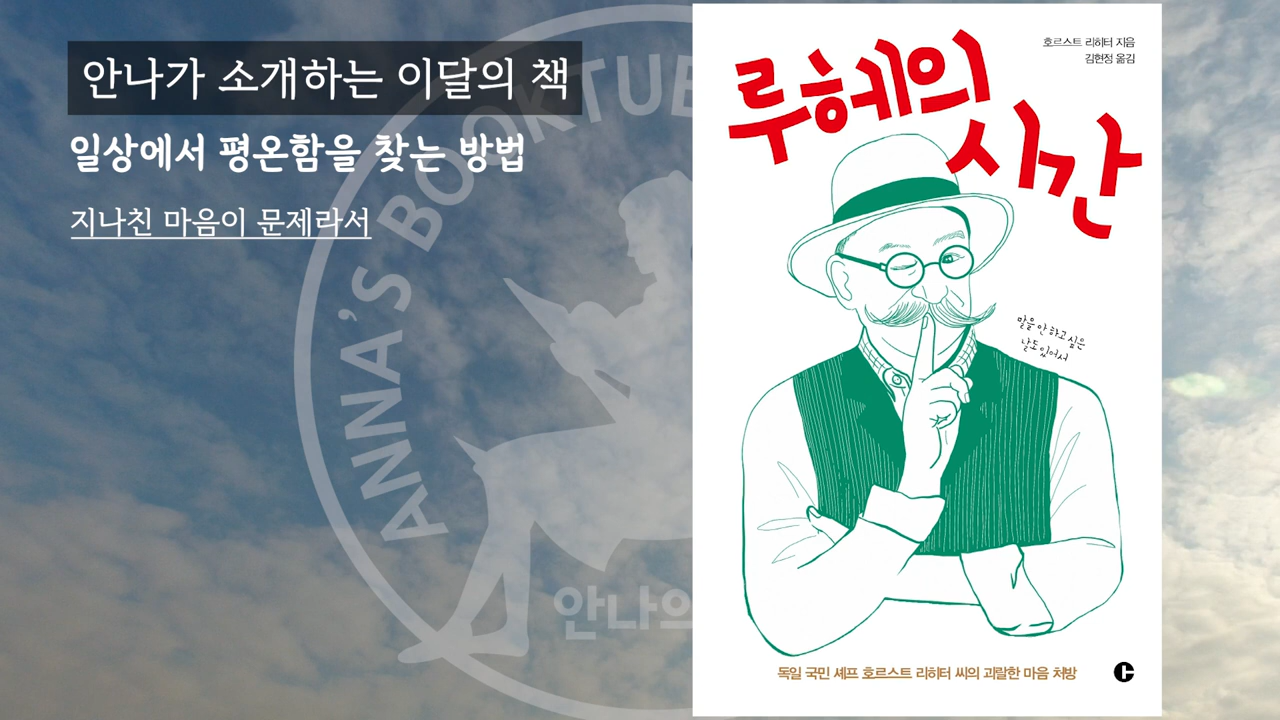 안나가 소개하는 이달의 책
일상에서 평온함을 찾는 방법
지나친 마음이 문제라서
ANNA'S BOOKTUBE
안나의
호르스트 리히터 지음
김현정 옮김
루헤의
시간
말을 안 하고 싶은
날도 있어서
독일 국민 셰프 호르스트 리히터 씨의 괴랄한 마음 처방